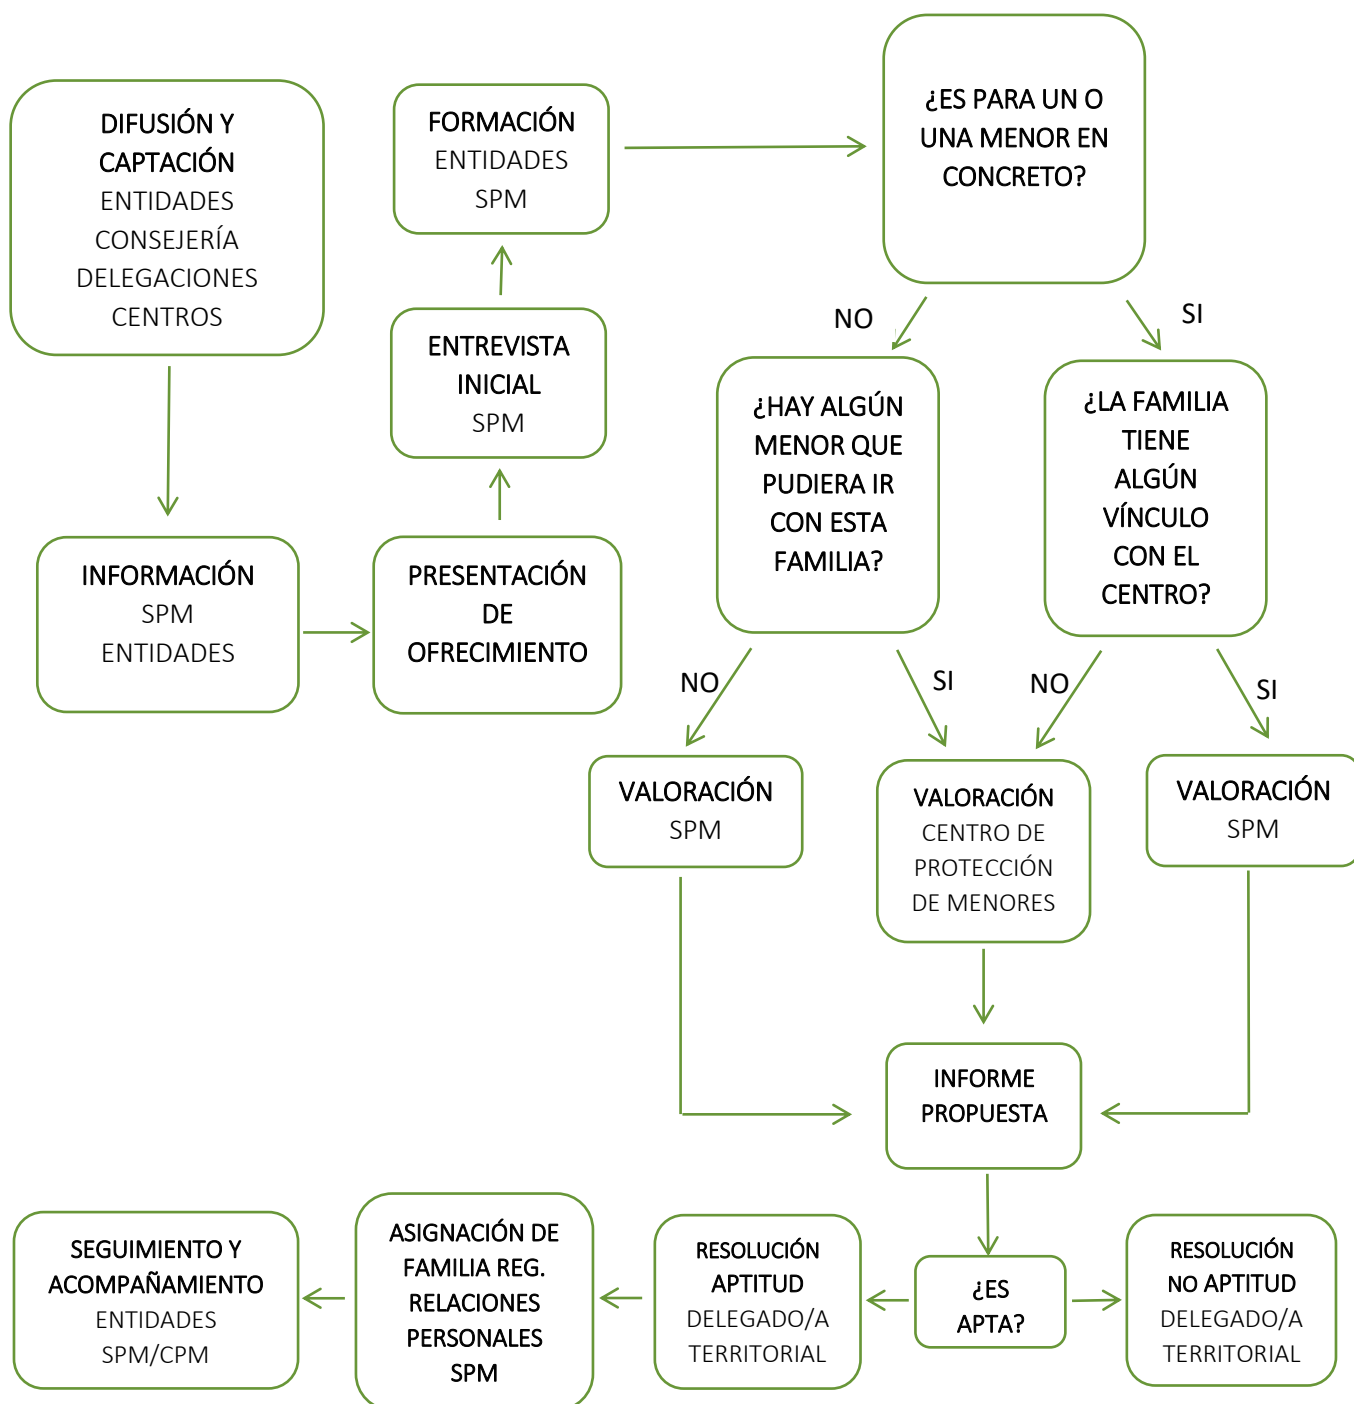 DIFUSIÓN Y
CAPTACIÓN
ENTIDADES
CONSEJERÍA
DELEGACIONES
CENTROS
INFORMACIÓN
SPM
ENTIDADES
PRESENTACIÓN
DE
OFRECIMIENTO
ENTREVISTA
INICIAL
SPM
FORMACIÓN
ENTIDADES
SPM
¿ES PARA UN O
UNA MENOR EN
CONCRETO?
NO
SI
¿HAY ALGÚN
MENOR QUE
PUDIERA IR
CON ESTA
FAMILIA?
¿LA FAMILIA
TIENE
ALGÚN
VÍNCULO
CON EL
CENTRO?
NO
SI
NO
SI
VALORACIÓN
SPM
VALORACIÓN
CENTRO DE
PROTECCIÓN
DE MENORES
VALORACIÓN
SPM
INFORME
PROPUESTA
¿ES
APTA?
RESOLUCIÓN
NO APTITUD
DELEGADO/A
TERRITORIAL
RESOLUCIÓN
APTITUD
DELEGADO/A
TERRITORIAL
ASIGNACIÓN DE
FAMILIA REG.
RELACIONES
PERSONALES
SPM
SEGUIMIENTO Y
ACOMPAÑAMIENTO
ENTIDADES
SPM/CPM